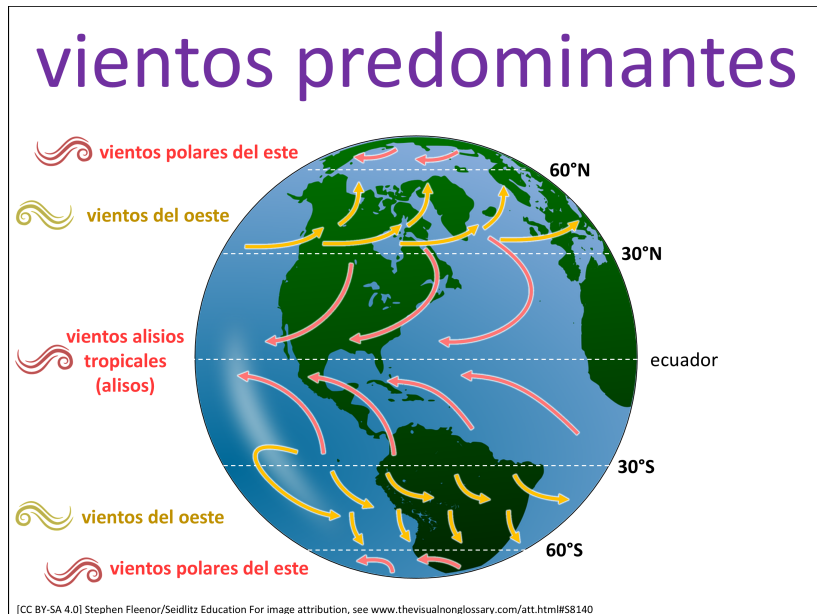 vientos predominantes
vientos polares del este
60°N
vientos del oeste
30°N
vientos alisios
tropicales
(alisos)
ecuador
30°S
vientos del oeste
60°S
vientos polares del este
[CC BY-SA 4.0] Stephen Fleenor/Seidlitz Education For image attribution, see www.thevisualnonglossary.com/att.html#S8140